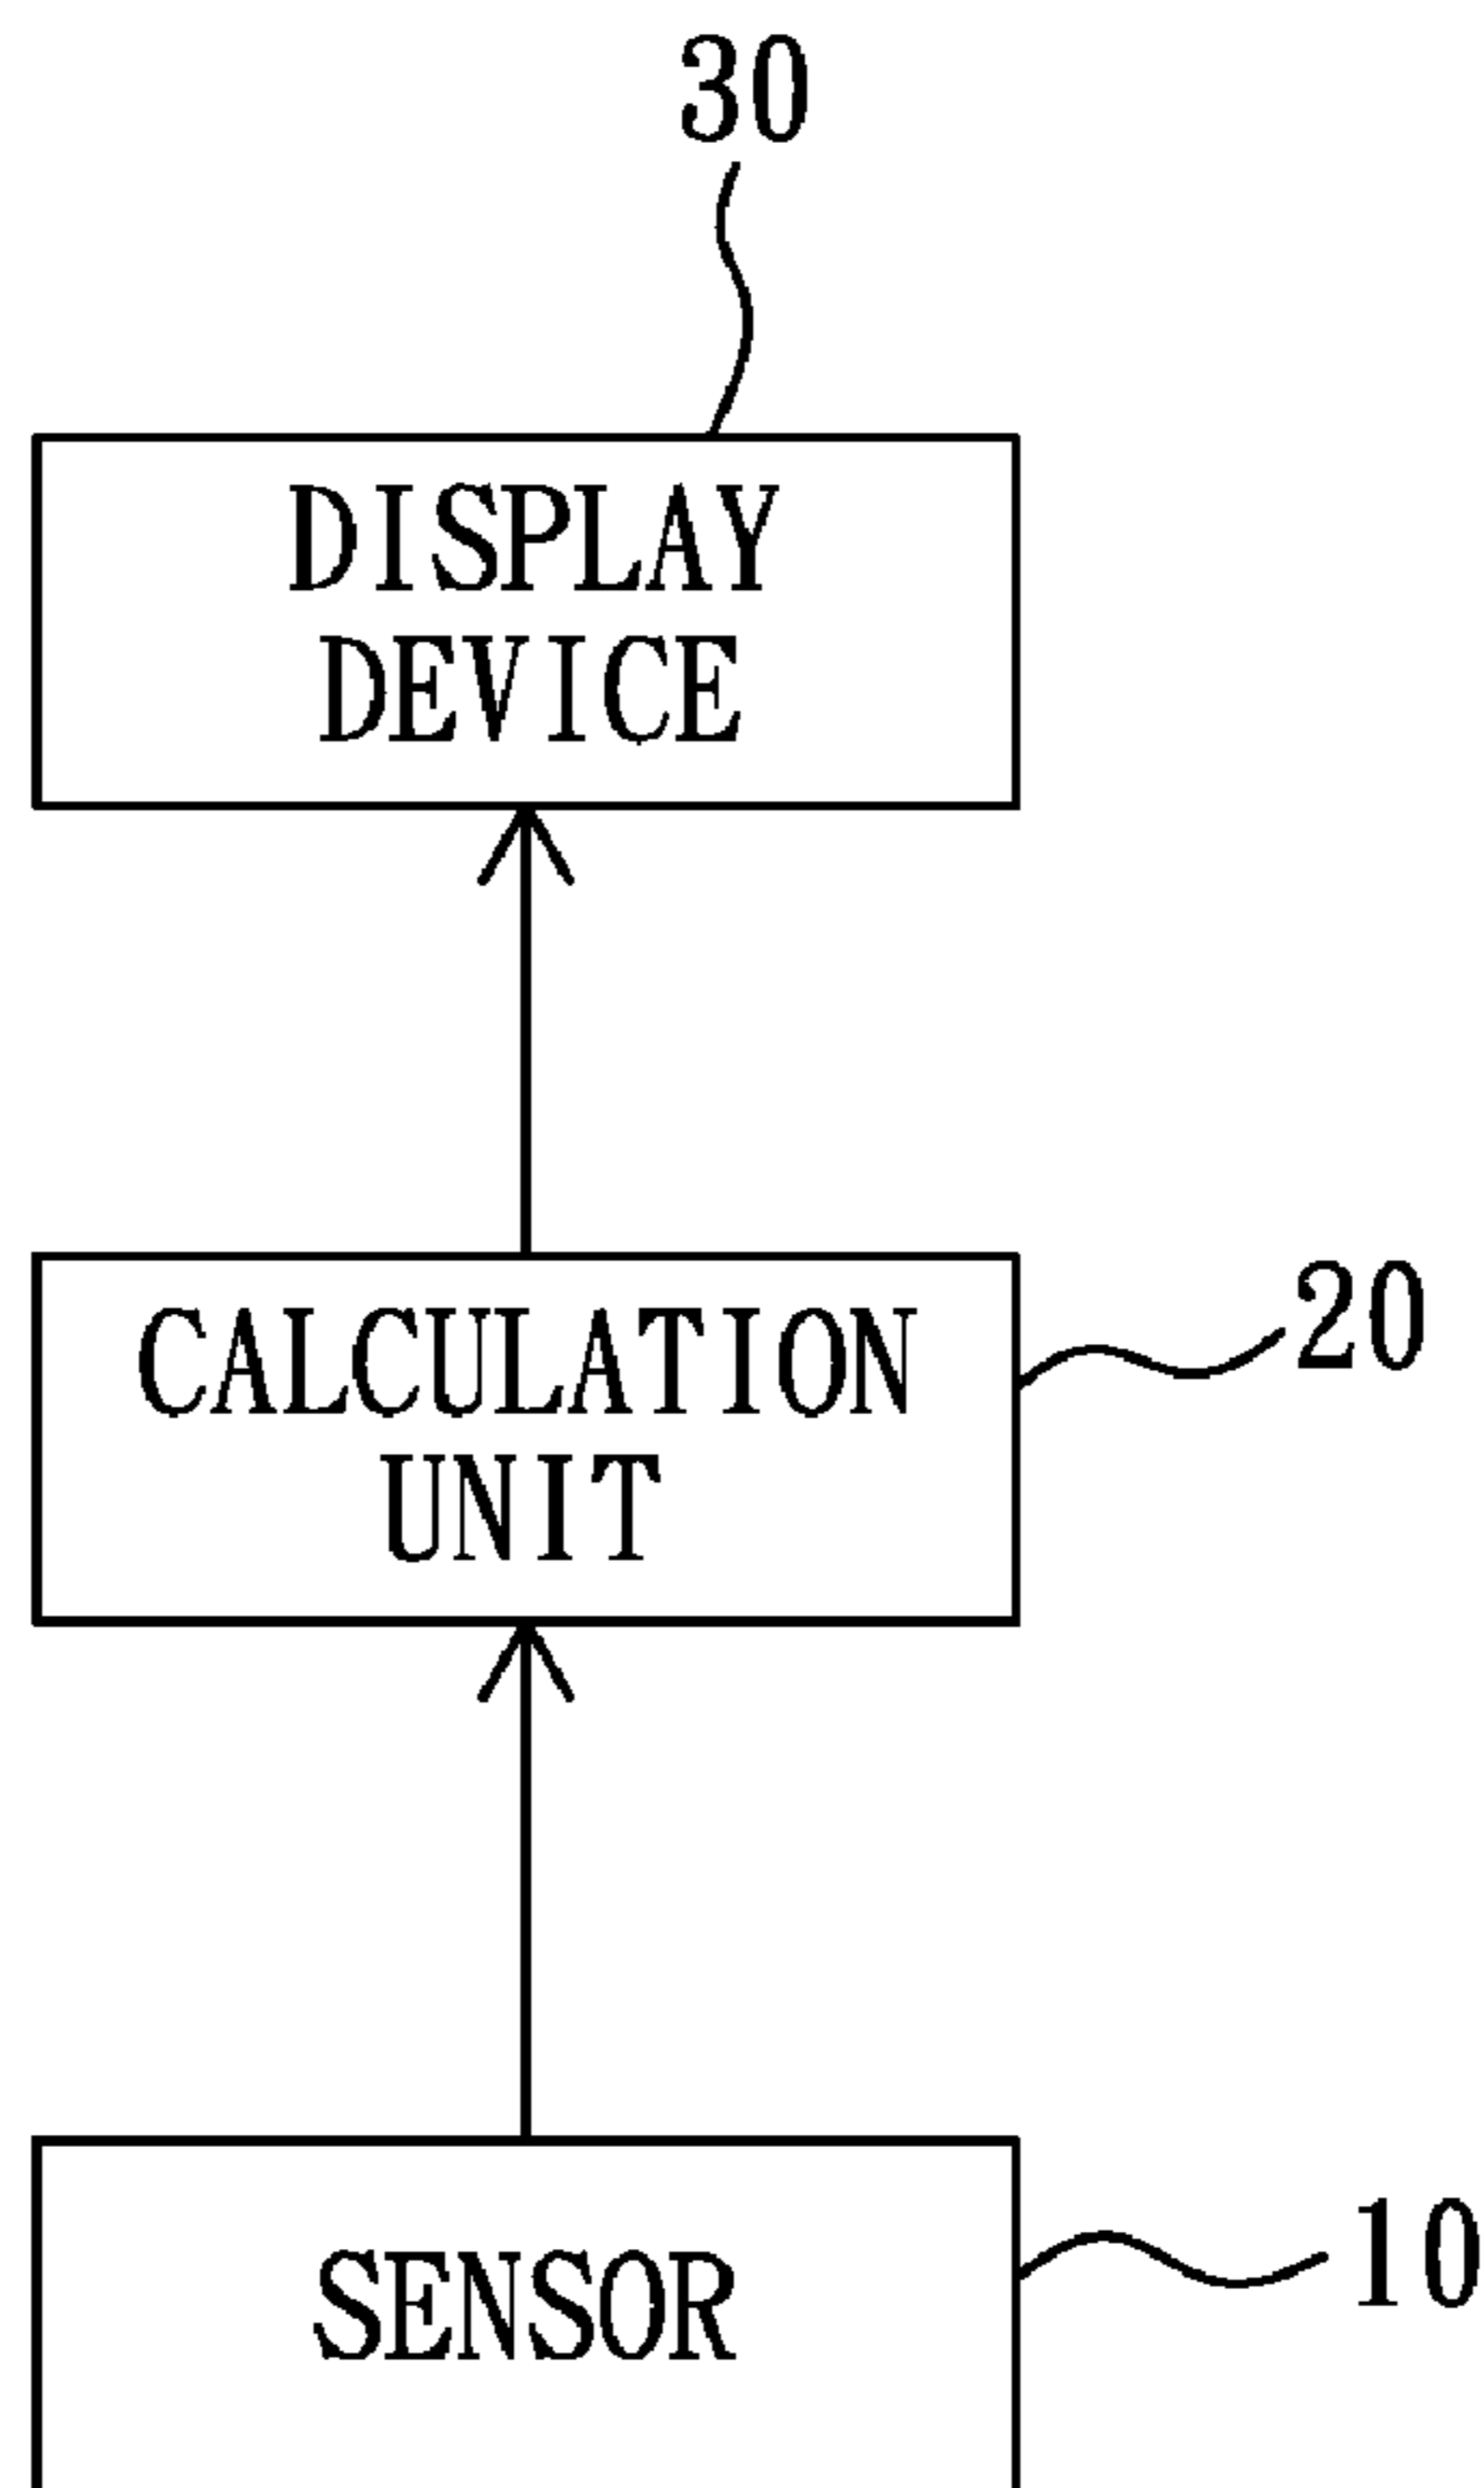 30
DISPLAY
DEVICE
CALCULATION
UNIT
20
SENSOR
10